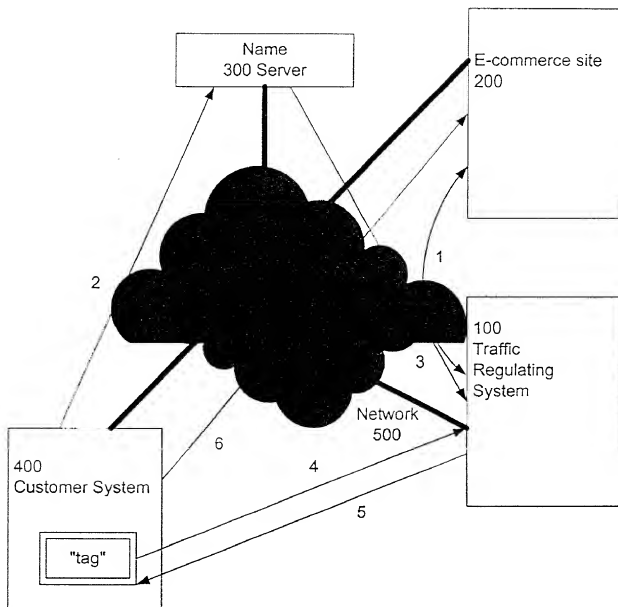 Name
300 Server
E-commerce site
200
1
2
100
Traffic
Regulating
System
3
Network
500
6
4
400
Customer System
5
"tag"